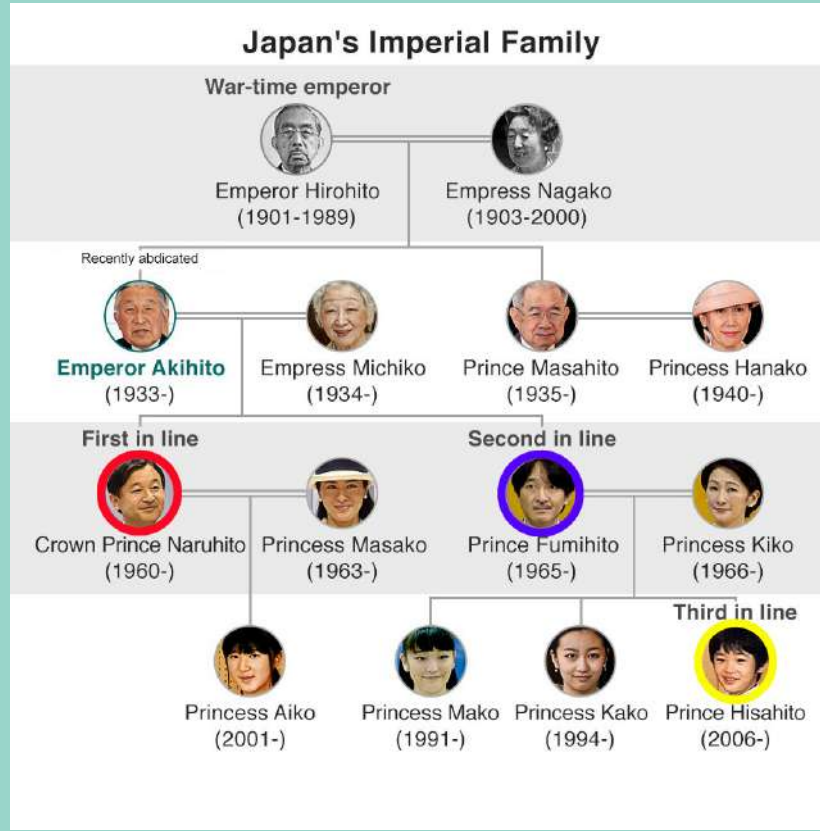 Japan's Imperial Family
War-time emperor
Emperor Hirohito
(1901-1989)
Empress Nagako
(1903-2000)
Recently abdicated
Emperor Akihito
(1933-)
Empress Michiko
(1934-)
Prince Masahito
(1935-)
Princess Hanako
(1940-)
First in line
Crown Prince Naruhito
(1960-)
Princess Masako
(1963-)
Second in line
Prince Fumihito
(1965-)
Princess Kiko
(1966-)
Princess Aiko
(2001-)
Princess Mako
(1991-)
Princess Kako
(1994-)
Third in line
Prince Hisahito
(2006-)